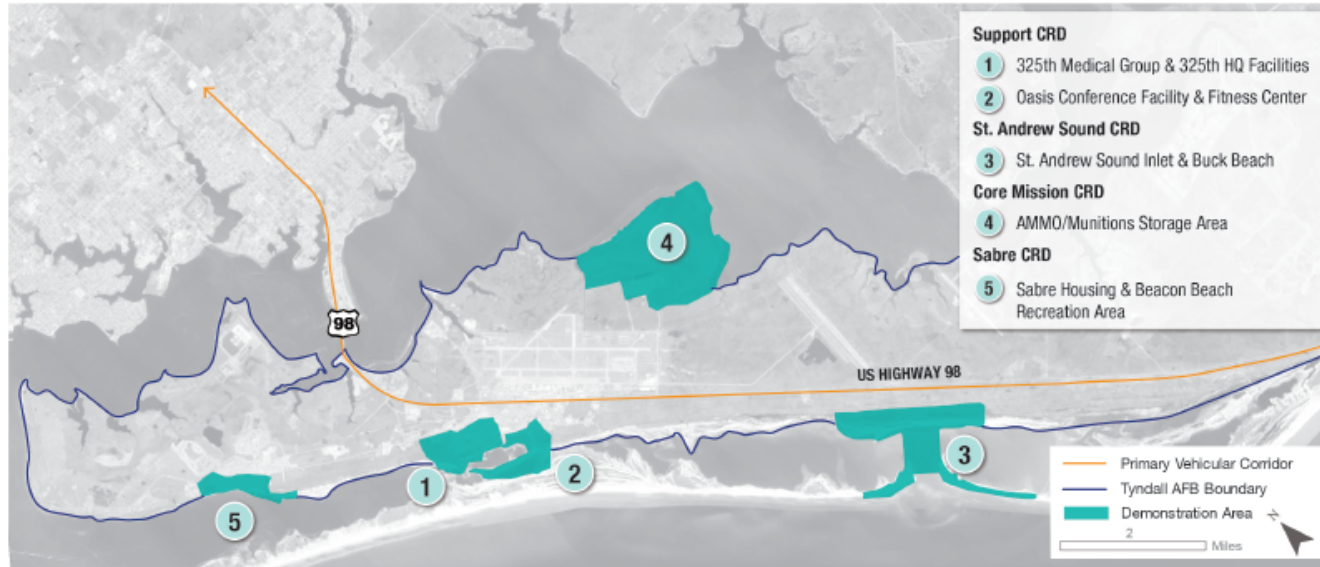 Support CRD
1 325th Medical Group & 325th HQ Facilities
2 Oasis Conference Facility & Fitness Center
St. Andrew Sound CRD
3 St. Andrew Sound Inlet & Buck Beach
Core Mission CRD
4 AMMO/Munitions Storage Area
Sabre CRD
5 Sabre Housing & Beacon Beach
Recreation Area
4
98
US HIGHWAY 98
1
2
3
5
Primary Vehicular Corridor
Tyndall AFB Boundary
Demonstration Area
N
2
Miles